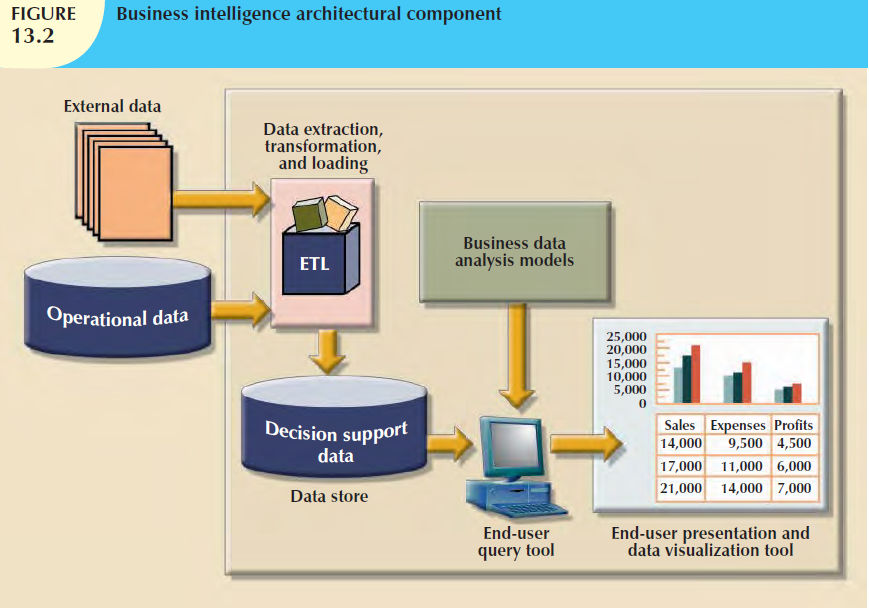 FIGURE
13.2
Business intelligence architectural component
External data
Data extraction,
transformation,
and loading
ETL
Operational data
Business data
analysis models
Decision support
data
Data store
End-user
query tool
25,000
20,000
15,000
10,000
5,000
0
Sales Expenses Profits
14,000 9,500 4,500
17,000 11,000 6,000
21,000 14,000 7,000
End-user presentation and
data visualization tool